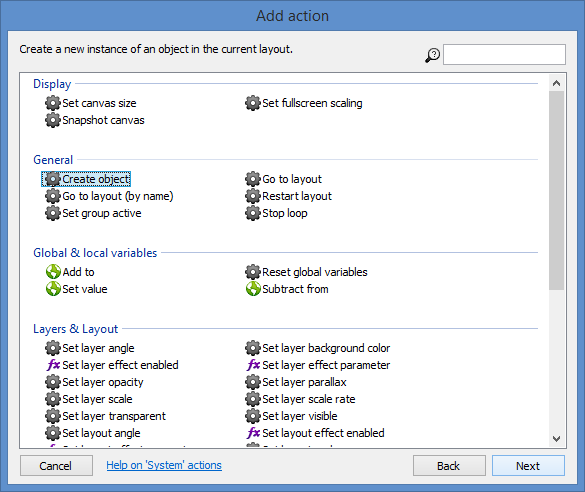 Add action
Create a new instance of an object in the current layout.
Display
Set canvas size Set fullscreen scaling
Snapshot canvas
General
Create object Go to layout
Go to layout (by name) Restart layout
Set group active Stop loop
Global & local variables
Add to Reset global variables
Set value Subtract from
Layers & Layout
Set layer angle Set layer background color
fx Set layer effect enabled fx Set layer effect parameter
Set layer opacity Set layer parallax
Set layer scale Set layer scale rate
Set layer transparent Set layer visible
Set layout angle fx Set layout effect enabled
Cancel Help on 'System' actions Back Next